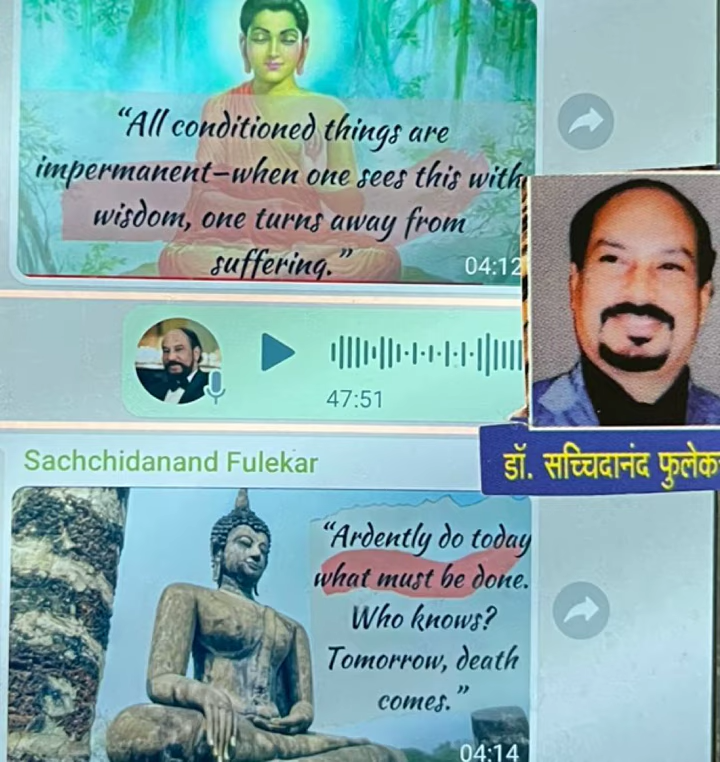 “All conditioned things are
impermanent–when one sees this with
wisdom, one turns away from
suffering.”
04:12
47:51
Sachchidanand Fulekar
डॉ. सच्चिदानंद फुलेक
“Ardently do today
what must be done.
Who knows?
Tomorrow, death
comes.”
04:14